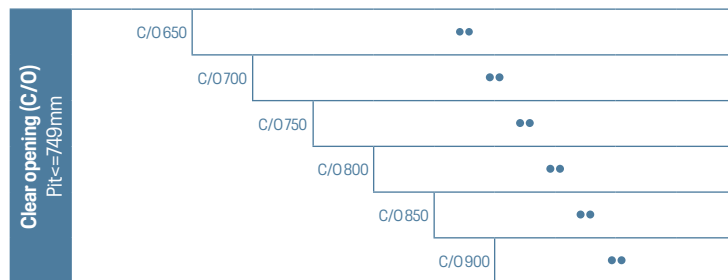 Clear opening (C/O)
Pit<=749mm
C/O 650
●●
C/O 700
●●
C/O 750
●●
C/O 800
●●
C/O 850
●●
C/O 900
●●